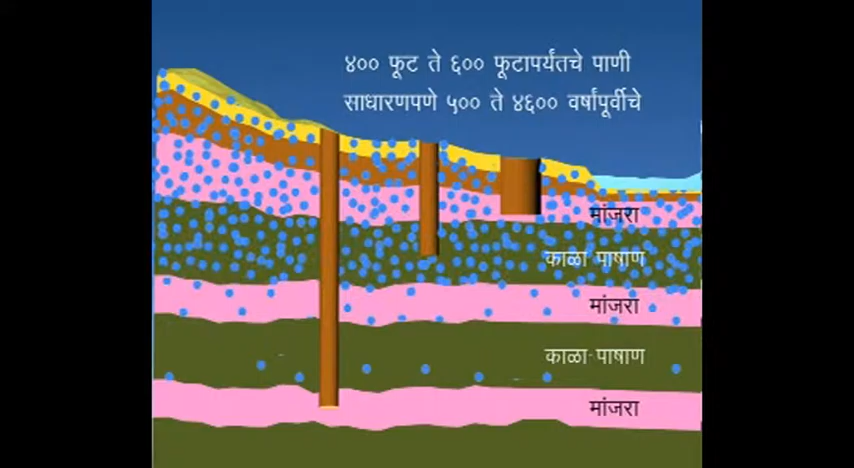 ४०० फूट ते ६०० फूटापर्यंतचे पाणी
साधारणपणे ५०० ते ४६०० वर्षांपूर्वीचे
मांजरा
काळा पाषाण
मांजरा
काळा पाषाण
मांजरा